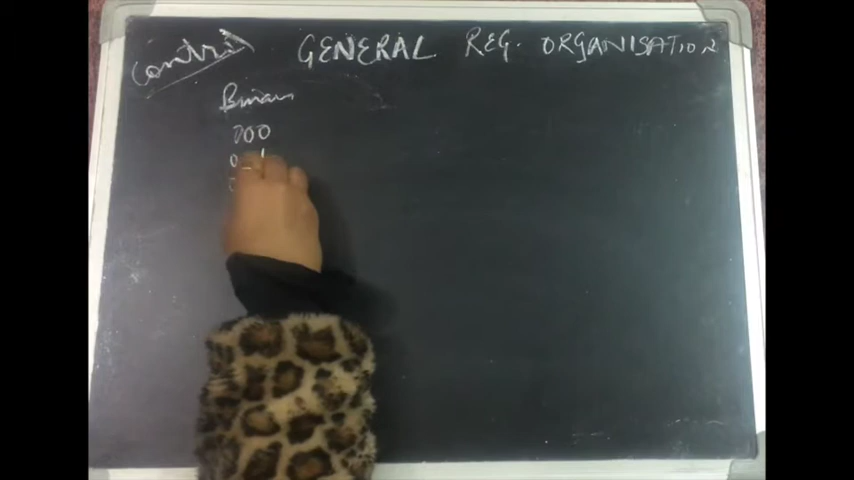 Control GENERAL REG. ORGANISATION
Binary
000